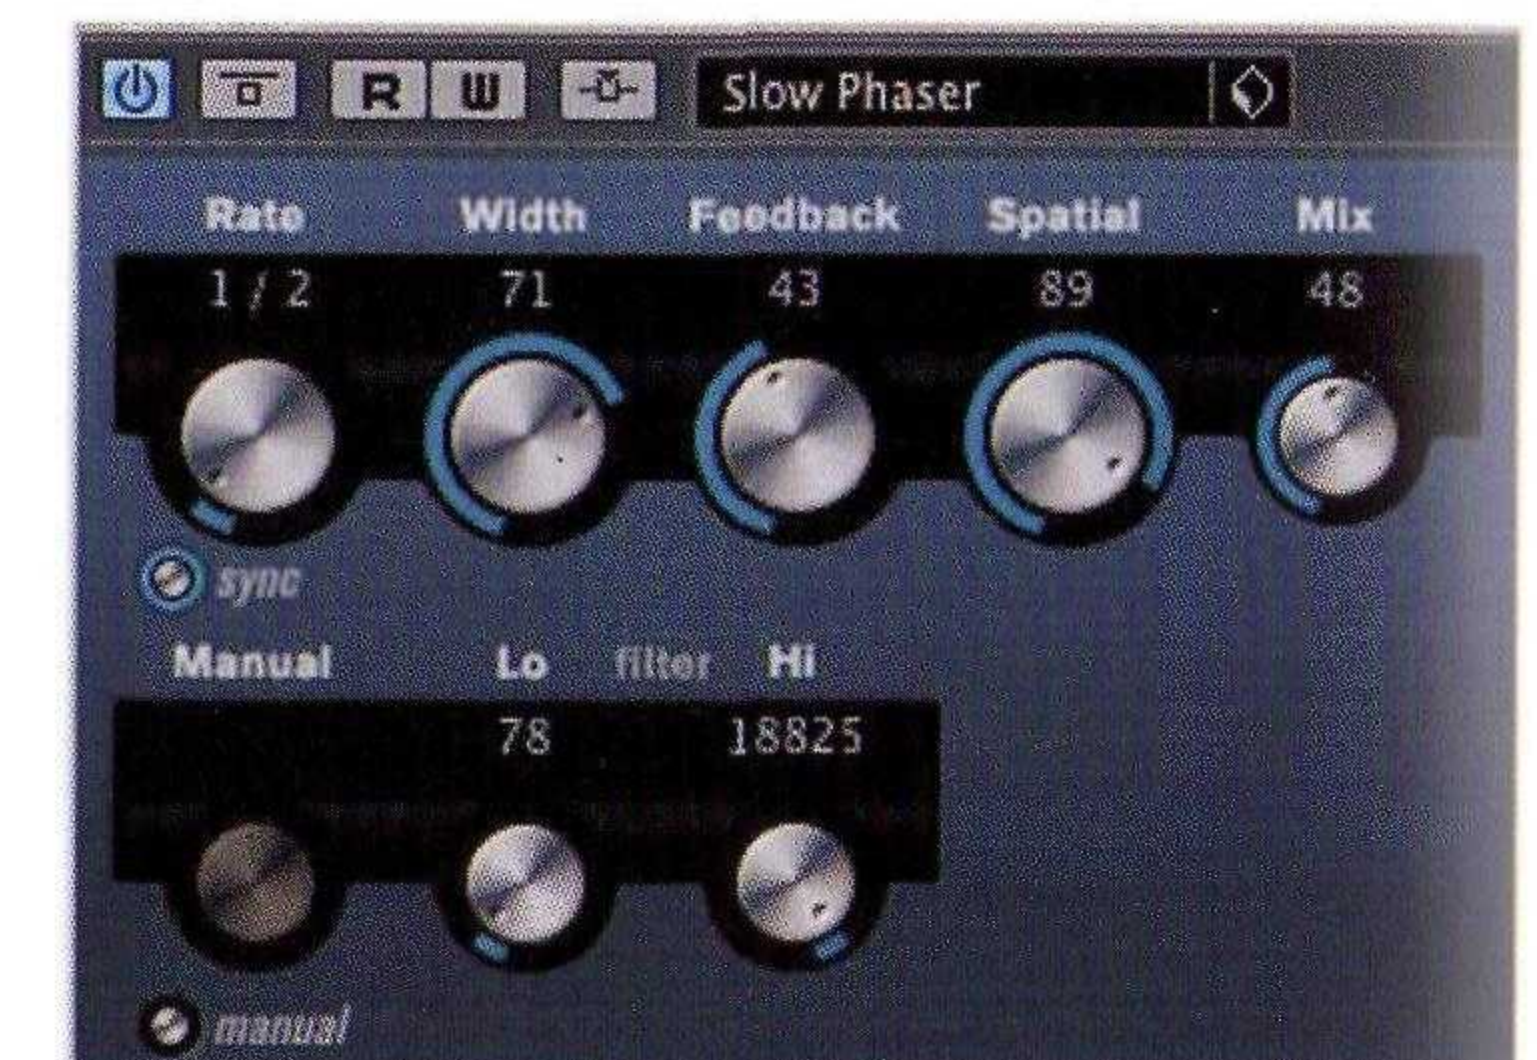 R W Slow Phaser
Rate Width Feedback Spatial Mix
1 / 2 71 43 89 48
sync
Manual Lo filter Hi
78 18825
manual